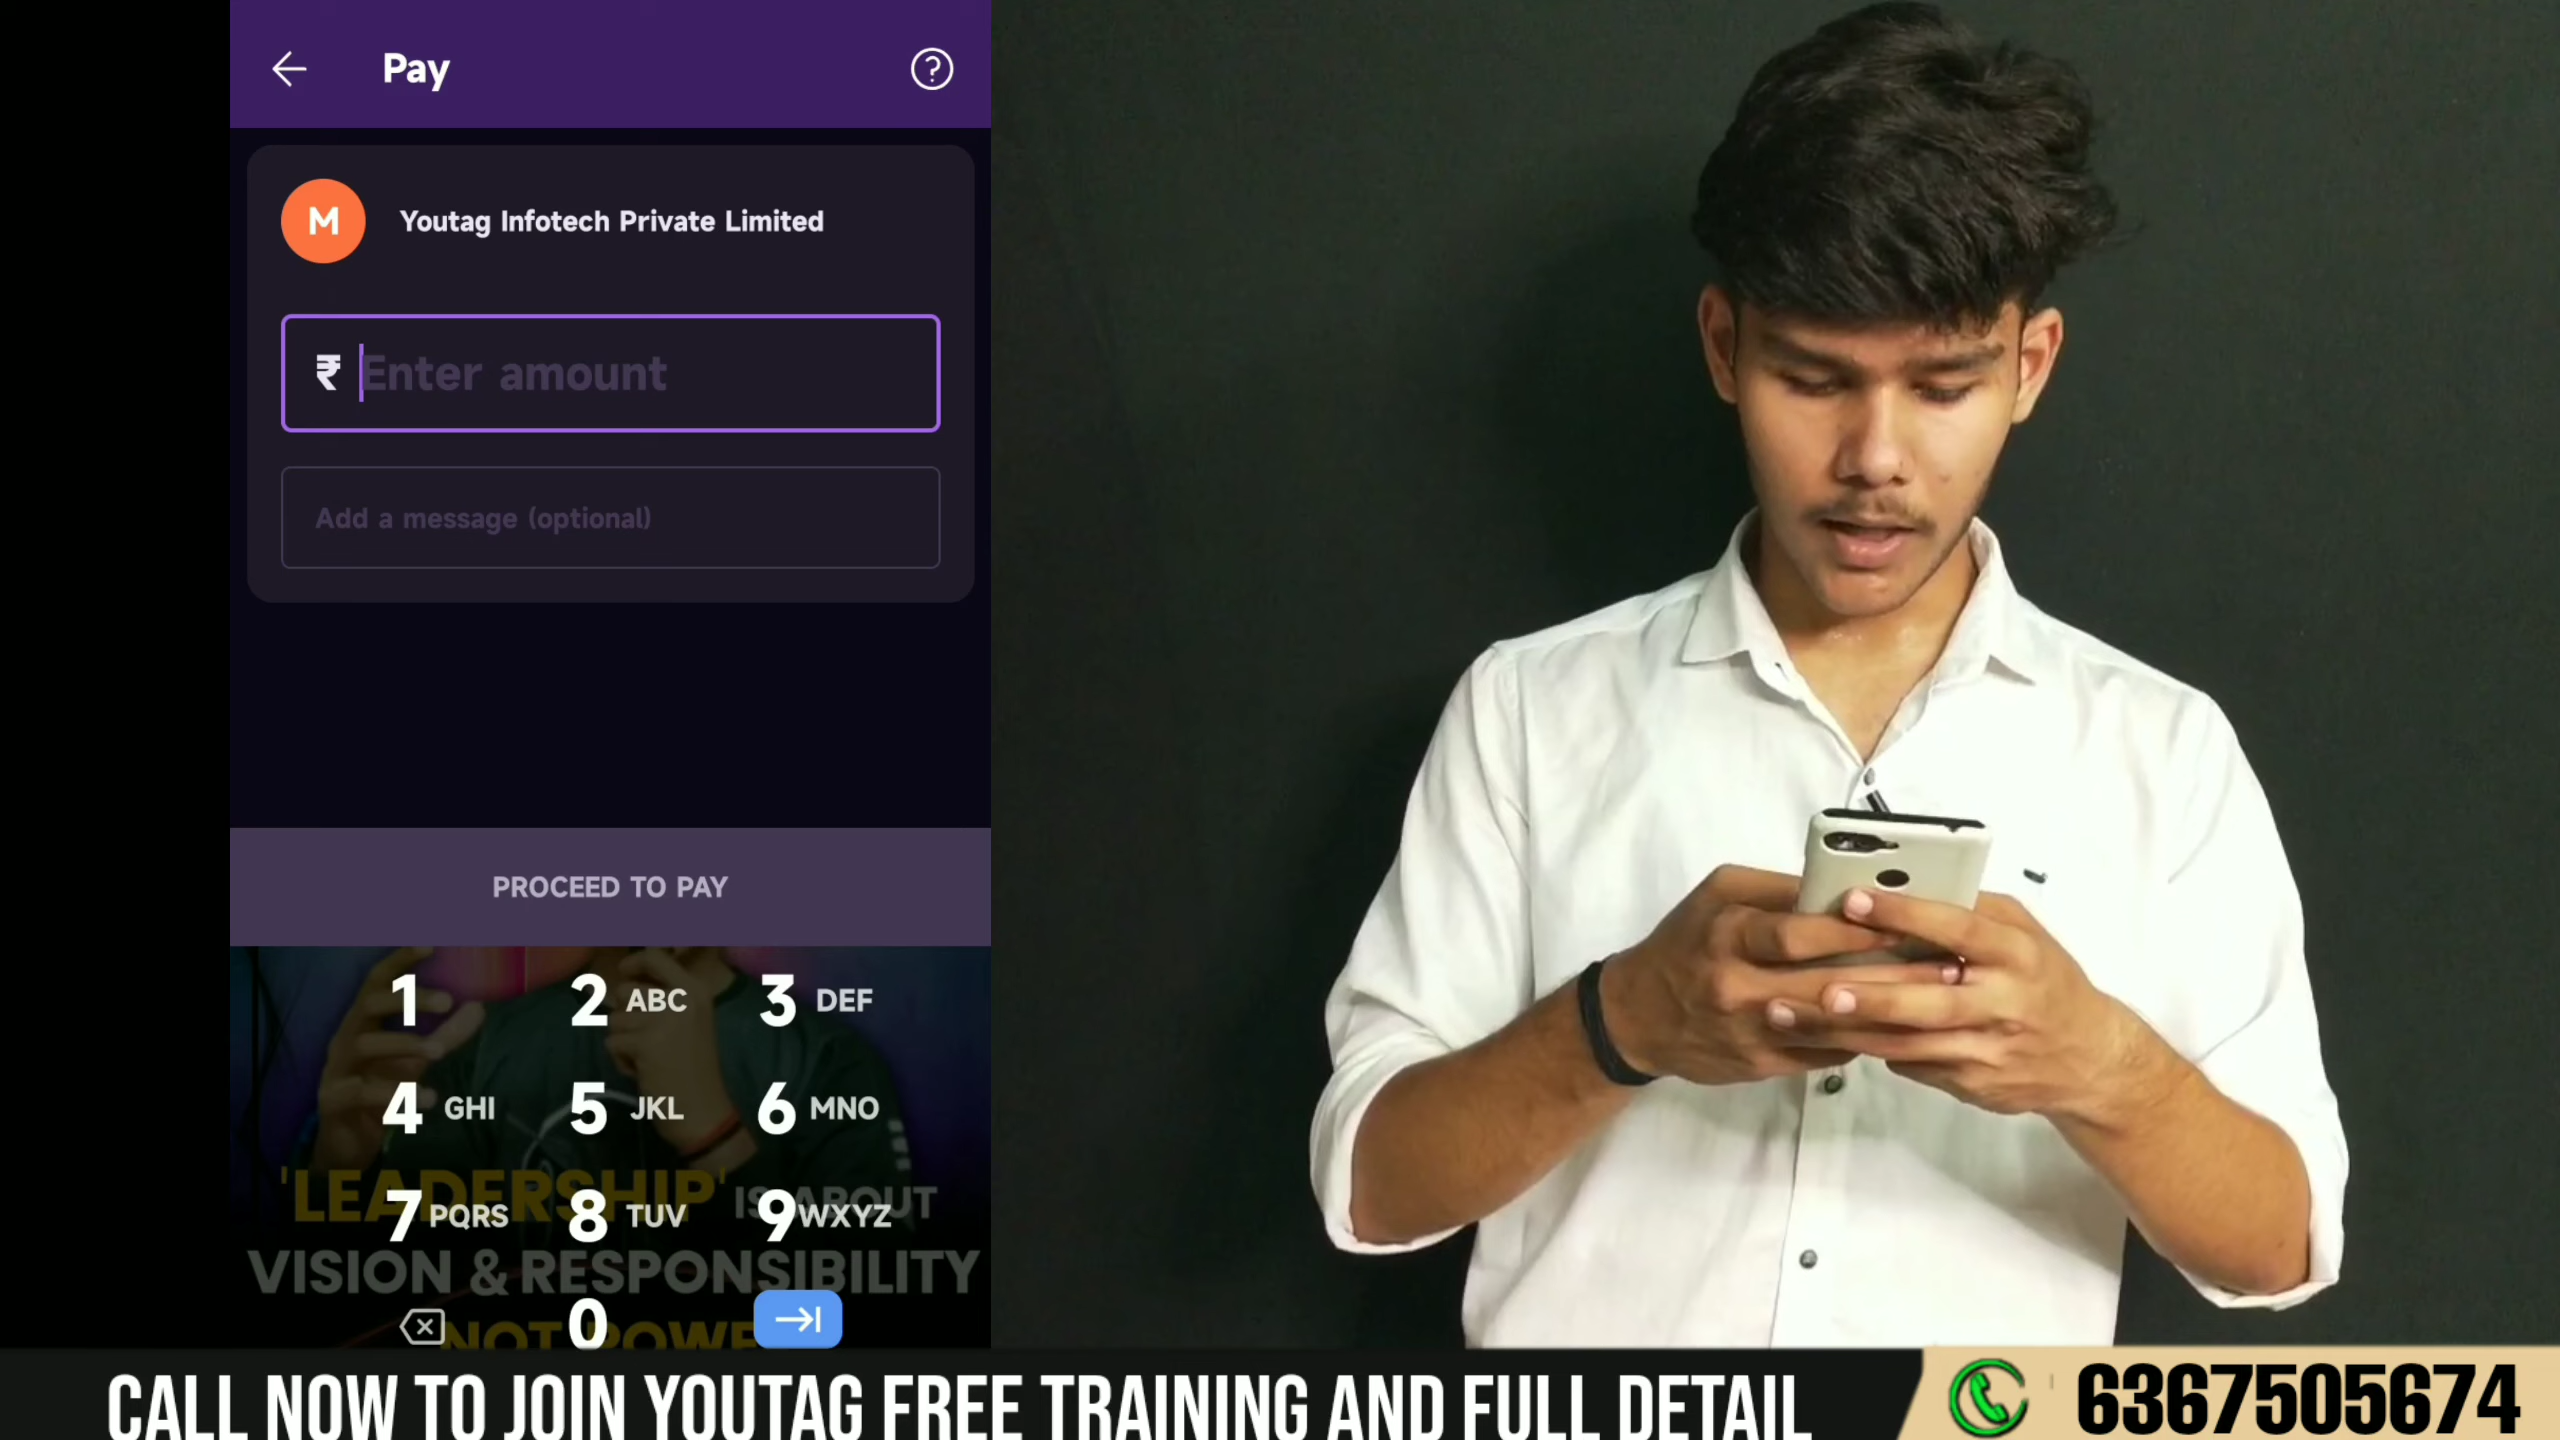 Pay
?
M
Youtag Infotech Private Limited
₹ Enter amount
Add a message (optional)
PROCEED TO PAY
1 2 ABC 3 DEF
4 GHI 5 JKL 6 MNO
'LEADERSHIP' IS ABOUT
7 PQRS 8 TUV 9 WXYZ
VISION & RESPONSIBILITY
0
NOT POWE
CALL NOW TO JOIN YOUTAG FREE TRAINING AND FULL DETAIL
6367505674